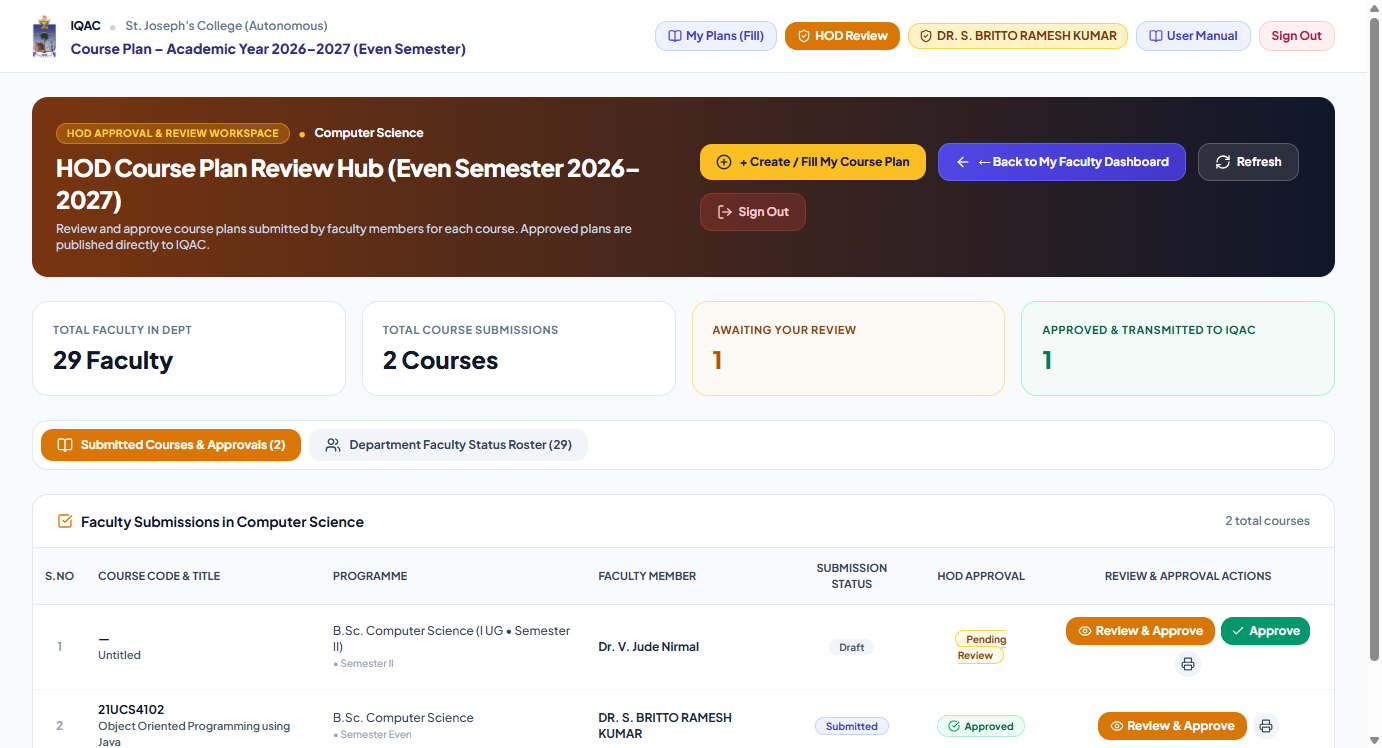 IQAC • St. Joseph's College (Autonomous)
Course Plan – Academic Year 2026–2027 (Even Semester)
My Plans (Fill)
HOD Review
DR. S. BRITTO RAMESH KUMAR
User Manual
Sign Out
HOD APPROVAL & REVIEW WORKSPACE • Computer Science
HOD Course Plan Review Hub (Even Semester 2026–
2027)
Review and approve course plans submitted by faculty members for each course. Approved plans are
published directly to IQAC.
+ Create / Fill My Course Plan
← Back to My Faculty Dashboard
Refresh
Sign Out
TOTAL FACULTY IN DEPT
29 Faculty
TOTAL COURSE SUBMISSIONS
2 Courses
AWAITING YOUR REVIEW
1
APPROVED & TRANSMITTED TO IQAC
1
Submitted Courses & Approvals (2)
Department Faculty Status Roster (29)
Faculty Submissions in Computer Science
2 total courses
S.NO
COURSE CODE & TITLE
PROGRAMME
FACULTY MEMBER
SUBMISSION
STATUS
HOD APPROVAL
REVIEW & APPROVAL ACTIONS
1
—
Untitled
B.Sc. Computer Science (I UG • Semester
II)
• Semester II
Dr. V. Jude Nirmal
Draft
Pending
Review
Review & Approve
Approve
2
21UCS4102
Object Oriented Programming using
Java
B.Sc. Computer Science
• Semester Even
DR. S. BRITTO RAMESH
KUMAR
Submitted
Approved
Review & Approve